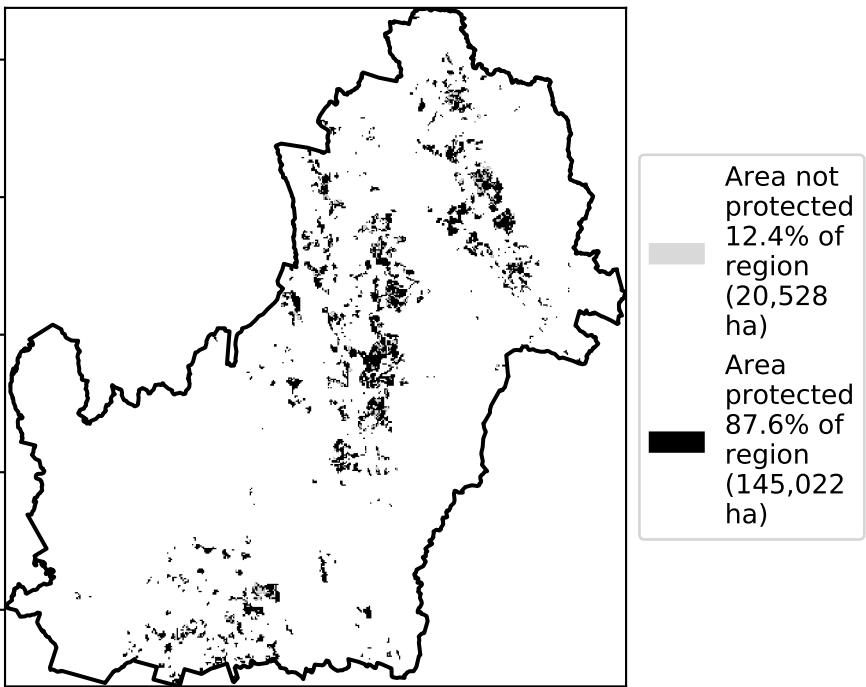 Area not
protected
12.4% of
region
(20,528
ha)
Area
protected
87.6% of
region
(145,022
ha)